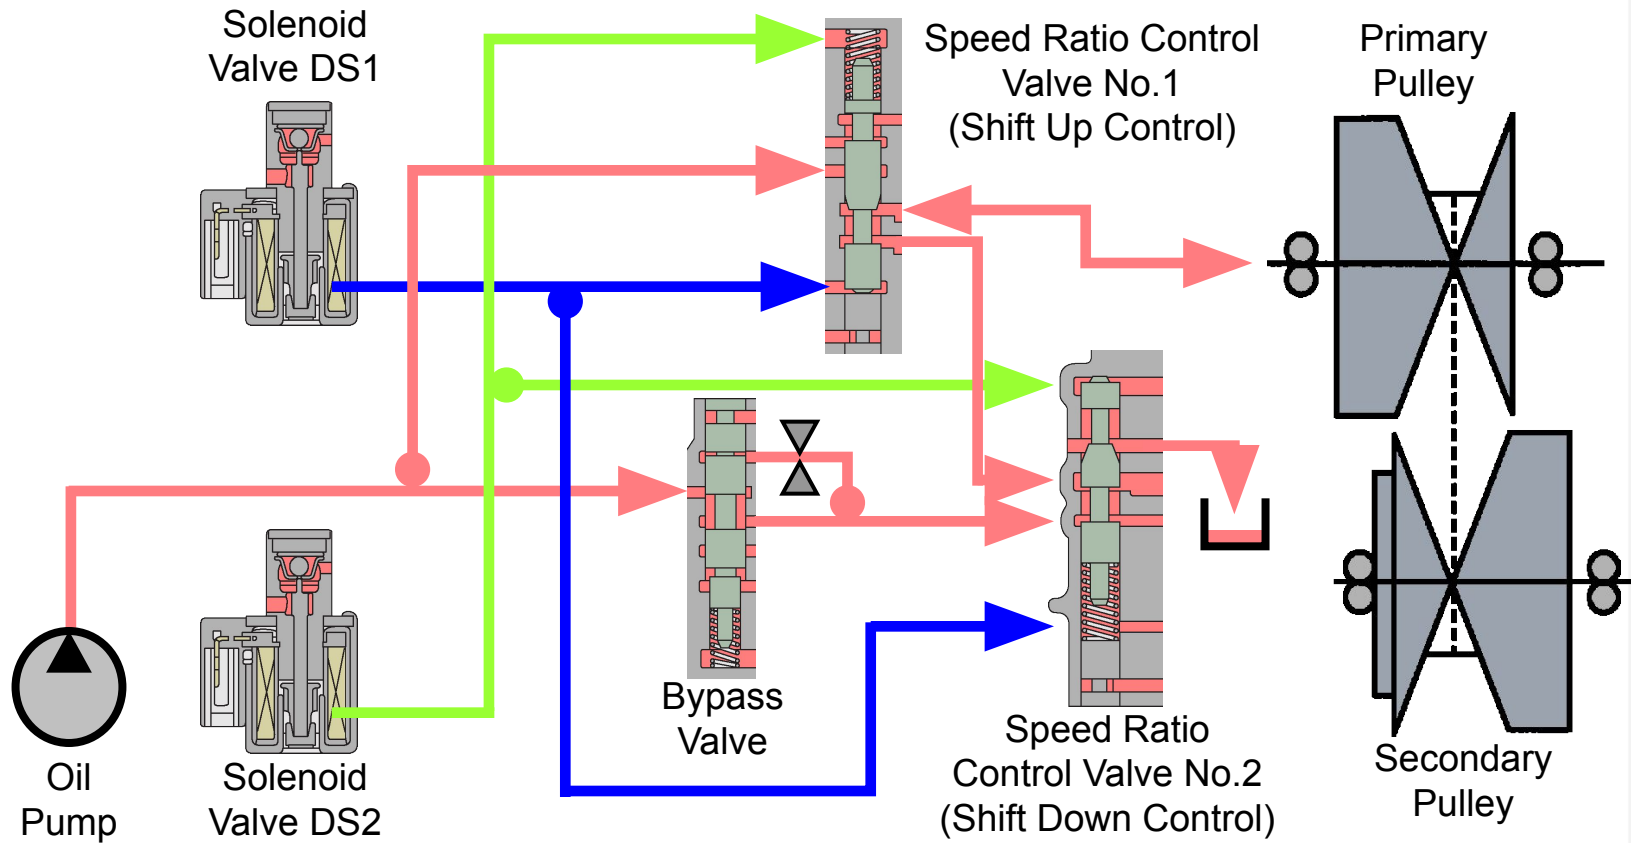 Solenoid
Valve DS1
Speed Ratio Control
Valve No.1
(Shift Up Control)
Primary
Pulley
Oil
Pump
Solenoid
Valve DS2
Bypass
Valve
Speed Ratio
Control Valve No.2
(Shift Down Control)
Secondary
Pulley